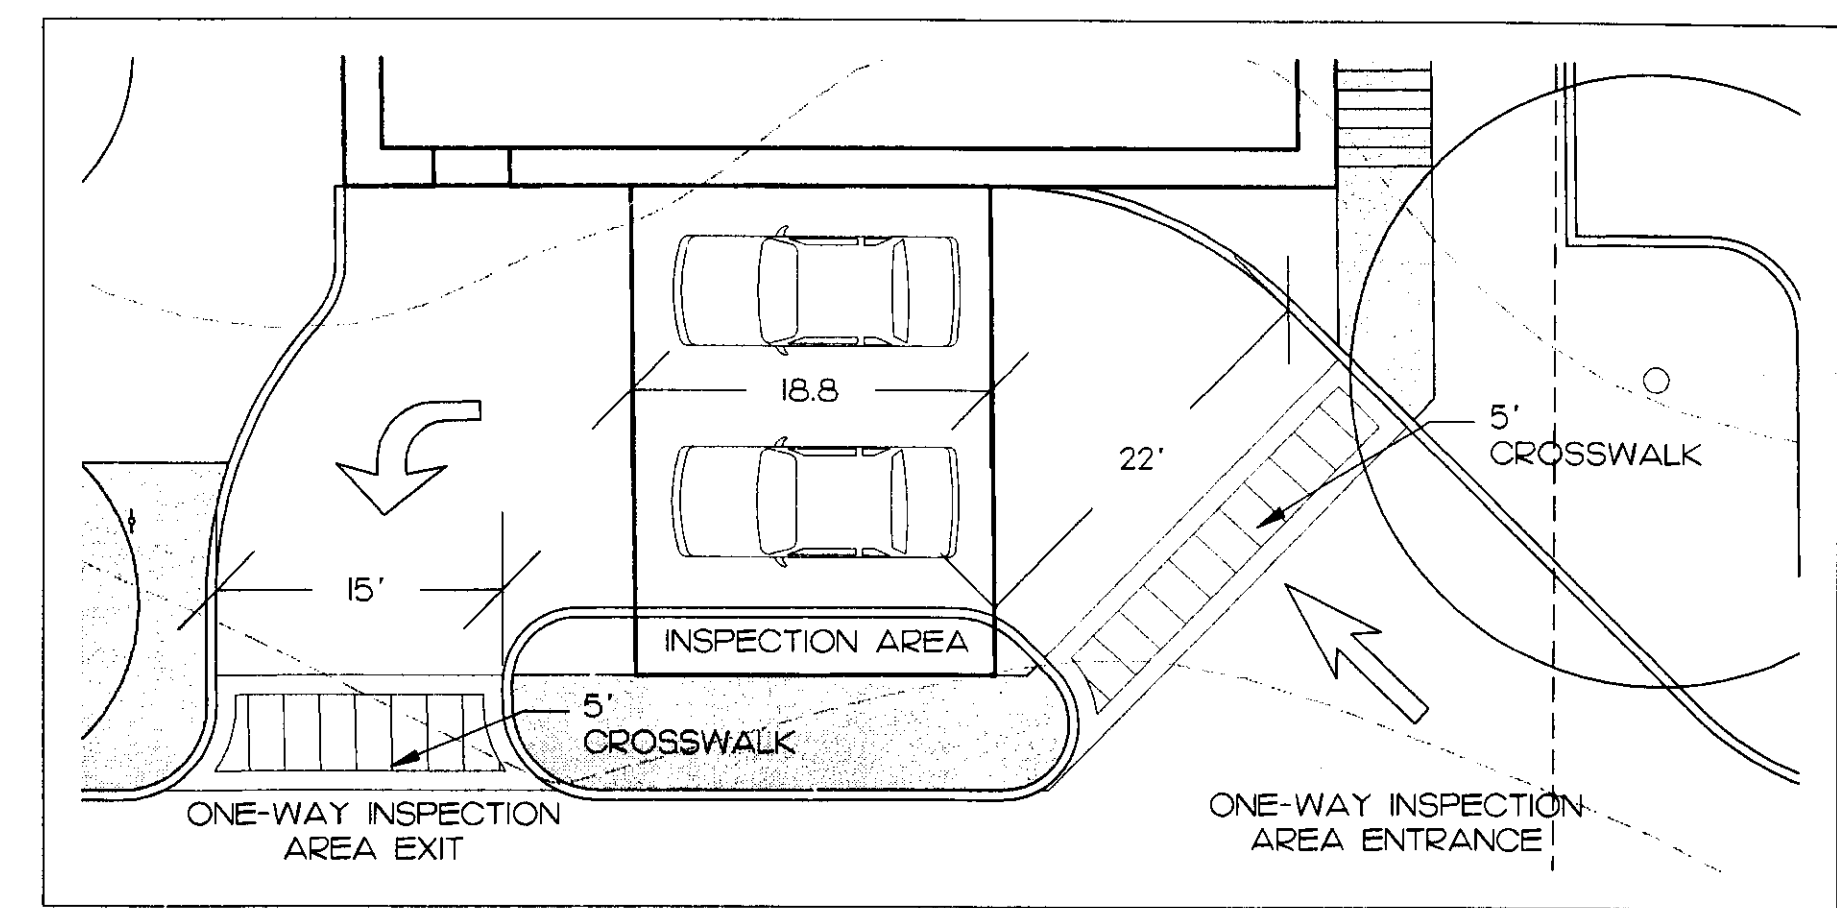 18.8
5'
CROSSWALK
22'
15'
INSPECTION AREA
5'
CROSSWALK
ONE-WAY INSPECTION
AREA EXIT
ONE-WAY INSPECTION
AREA ENTRANCE